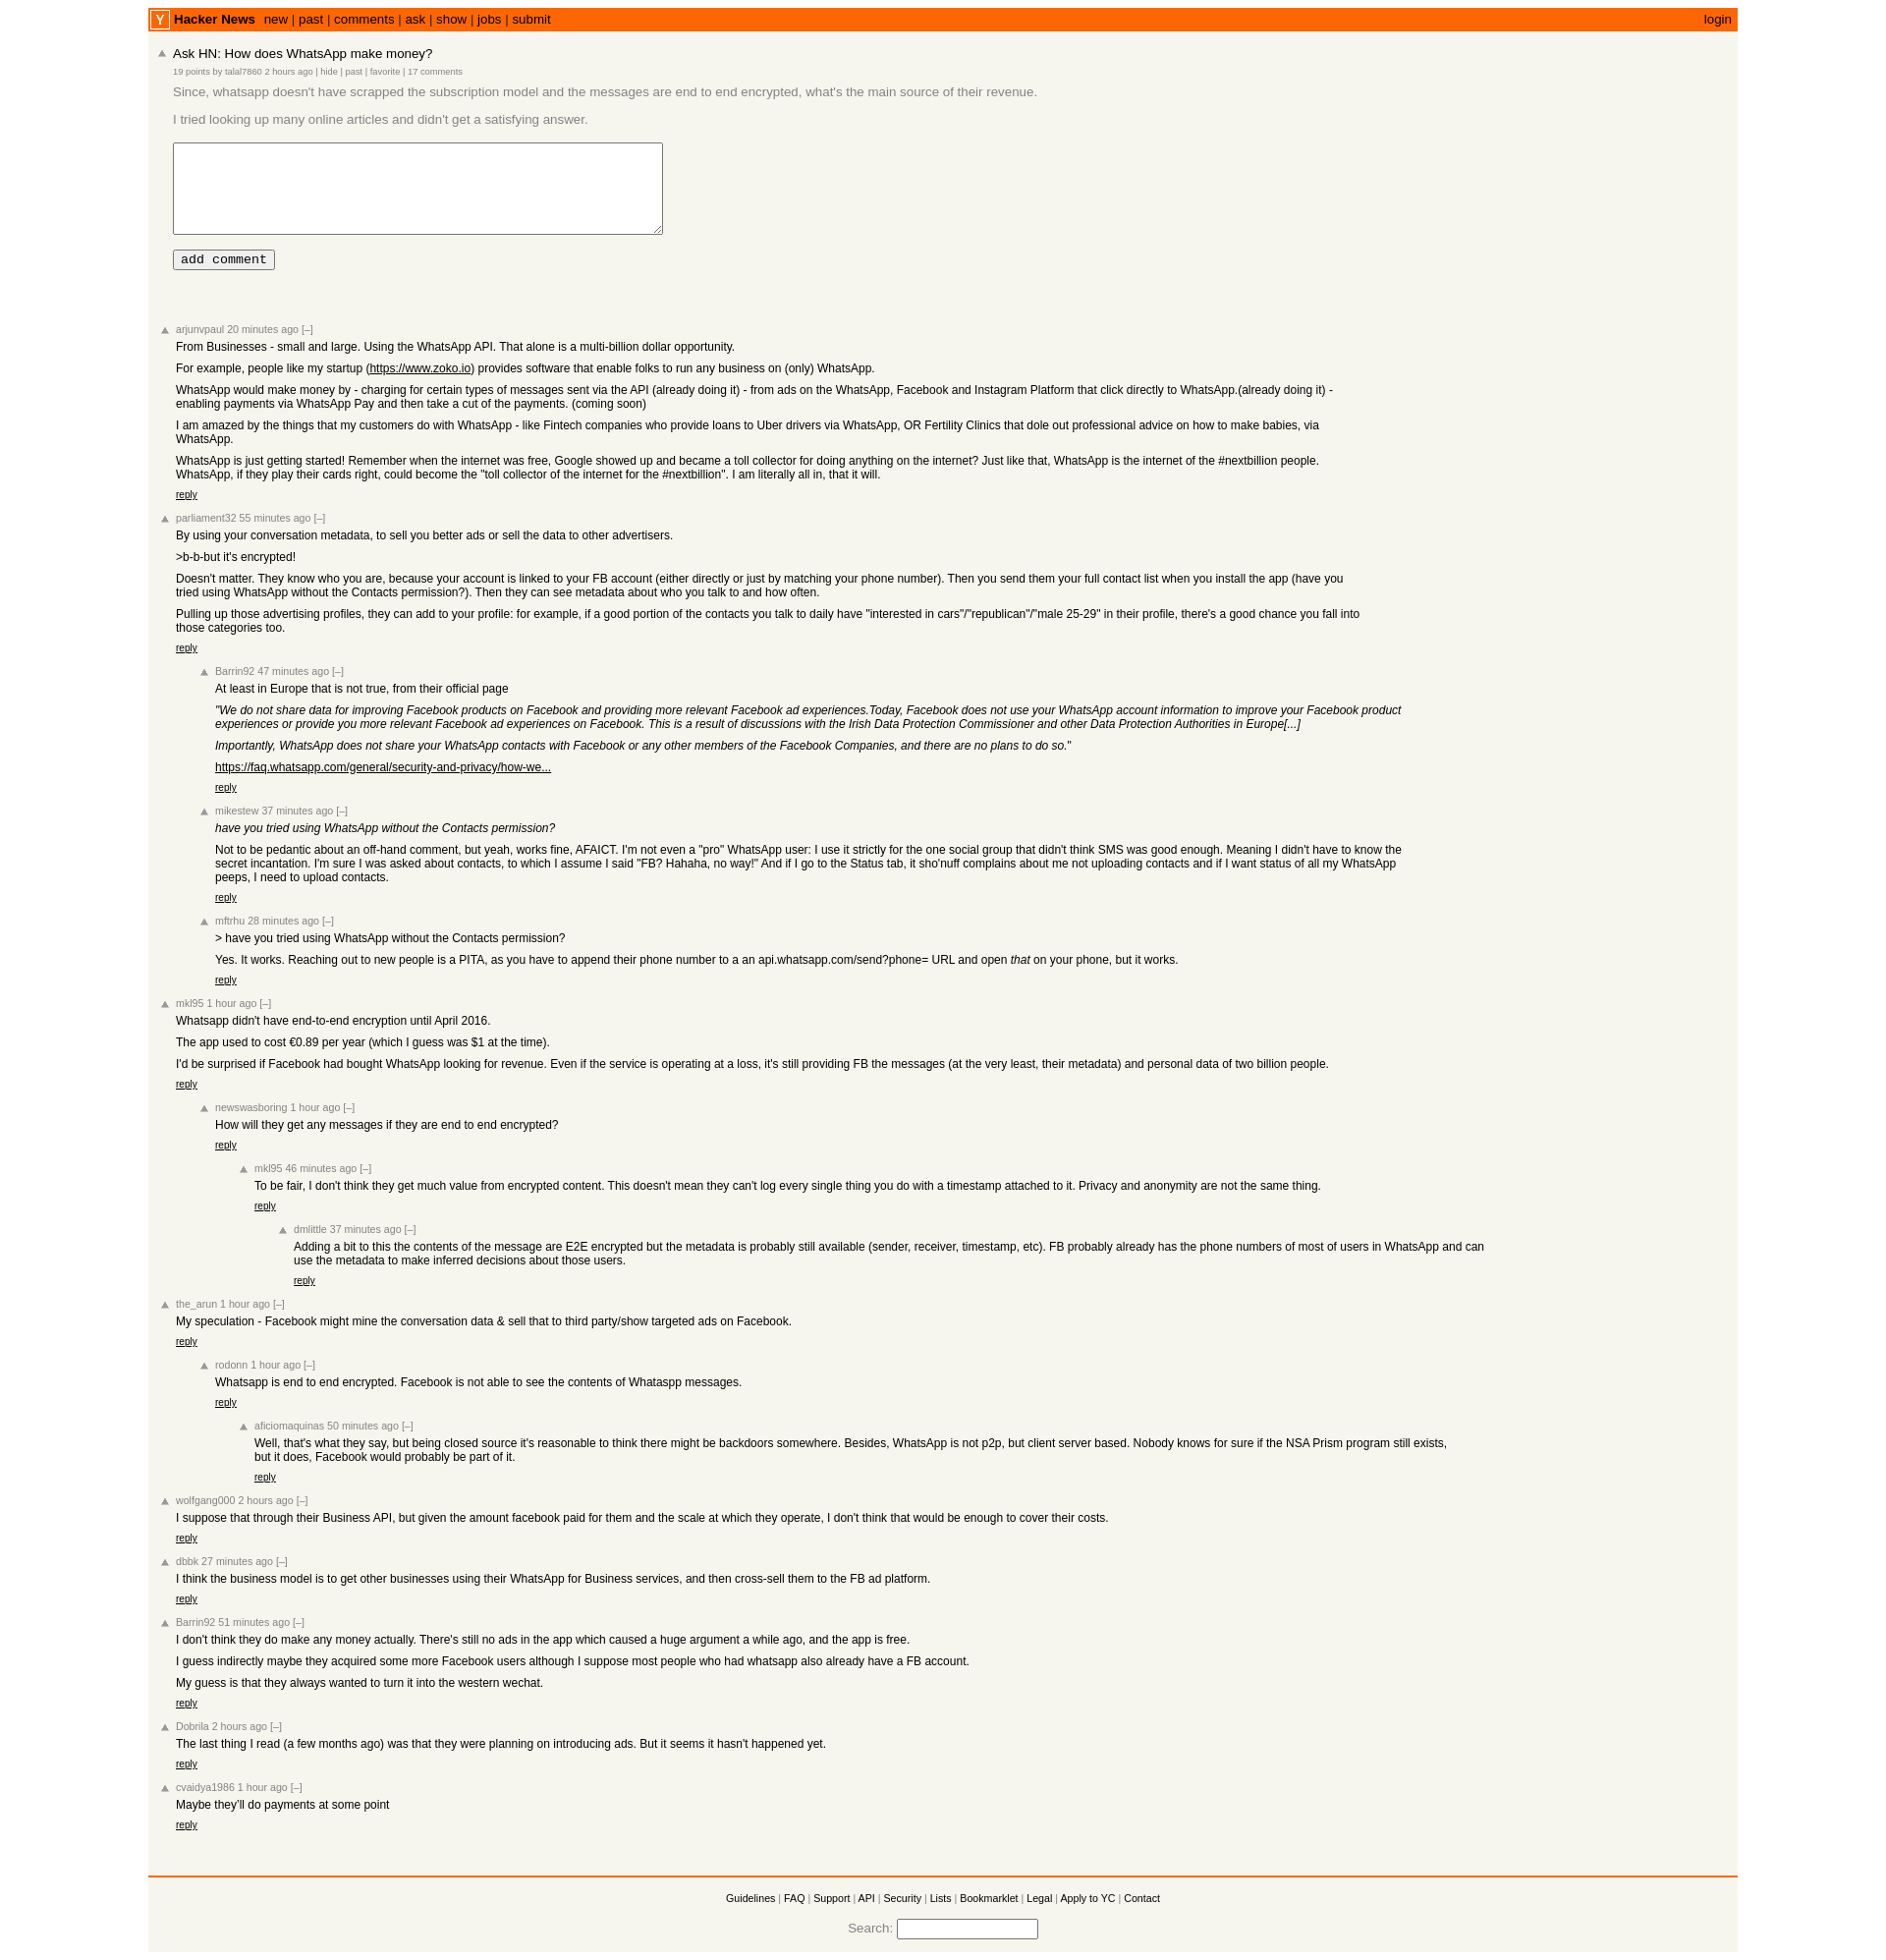 Y Hacker News new | past | comments | ask | show | jobs | submit login
Ask HN: How does WhatsApp make money?
19 points by talal7860 2 hours ago | hide | past | favorite | 17 comments
Since, whatsapp doesn't have scrapped the subscription model and the messages are end to end encrypted, what's the main source of their revenue.
I tried looking up many online articles and didn't get a satisfying answer.
add comment
arjunvpaul 20 minutes ago [–]
From Businesses - small and large. Using the WhatsApp API. That alone is a multi-billion dollar opportunity.
For example, people like my startup (https://www.zoko.io) provides software that enable folks to run any business on (only) WhatsApp.
WhatsApp would make money by - charging for certain types of messages sent via the API (already doing it) - from ads on the WhatsApp, Facebook and Instagram Platform that click directly to WhatsApp.(already doing it) -
enabling payments via WhatsApp Pay and then take a cut of the payments. (coming soon)
I am amazed by the things that my customers do with WhatsApp - like Fintech companies who provide loans to Uber drivers via WhatsApp, OR Fertility Clinics that dole out professional advice on how to make babies, via
WhatsApp.
WhatsApp is just getting started! Remember when the internet was free, Google showed up and became a toll collector for doing anything on the internet? Just like that, WhatsApp is the internet of the #nextbillion people.
WhatsApp, if they play their cards right, could become the "toll collector of the internet for the #nextbillion". I am literally all in, that it will.
reply
parliament32 55 minutes ago [–]
By using your conversation metadata, to sell you better ads or sell the data to other advertisers.
>b-b-but it's encrypted!
Doesn't matter. They know who you are, because your account is linked to your FB account (either directly or just by matching your phone number). Then you send them your full contact list when you install the app (have you
tried using WhatsApp without the Contacts permission?). Then they can see metadata about who you talk to and how often.
Pulling up those advertising profiles, they can add to your profile: for example, if a good portion of the contacts you talk to daily have "interested in cars"/"republican"/"male 25-29" in their profile, there's a good chance you fall into
those categories too.
reply
Barrin92 47 minutes ago [–]
At least in Europe that is not true, from their official page
"We do not share data for improving Facebook products on Facebook and providing more relevant Facebook ad experiences.Today, Facebook does not use your WhatsApp account information to improve your Facebook product
experiences or provide you more relevant Facebook ad experiences on Facebook. This is a result of discussions with the Irish Data Protection Commissioner and other Data Protection Authorities in Europe[...]
Importantly, WhatsApp does not share your WhatsApp contacts with Facebook or any other members of the Facebook Companies, and there are no plans to do so."
https://faq.whatsapp.com/general/security-and-privacy/how-we...
reply
mikestew 37 minutes ago [–]
have you tried using WhatsApp without the Contacts permission?
Not to be pedantic about an off-hand comment, but yeah, works fine, AFAICT. I'm not even a "pro" WhatsApp user: I use it strictly for the one social group that didn't think SMS was good enough. Meaning I didn't have to know the
secret incantation. I'm sure I was asked about contacts, to which I assume I said "FB? Hahaha, no way!" And if I go to the Status tab, it sho'nuff complains about me not uploading contacts and if I want status of all my WhatsApp
peeps, I need to upload contacts.
reply
mftrhu 28 minutes ago [–]
> have you tried using WhatsApp without the Contacts permission?
Yes. It works. Reaching out to new people is a PITA, as you have to append their phone number to a an api.whatsapp.com/send?phone= URL and open that on your phone, but it works.
reply
mkl95 1 hour ago [–]
Whatsapp didn't have end-to-end encryption until April 2016.
The app used to cost €0.89 per year (which I guess was $1 at the time).
I'd be surprised if Facebook had bought WhatsApp looking for revenue. Even if the service is operating at a loss, it's still providing FB the messages (at the very least, their metadata) and personal data of two billion people.
reply
newswasboring 1 hour ago [–]
How will they get any messages if they are end to end encrypted?
reply
mkl95 46 minutes ago [–]
To be fair, I don't think they get much value from encrypted content. This doesn't mean they can't log every single thing you do with a timestamp attached to it. Privacy and anonymity are not the same thing.
reply
dmlittle 37 minutes ago [–]
Adding a bit to this the contents of the message are E2E encrypted but the metadata is probably still available (sender, receiver, timestamp, etc). FB probably already has the phone numbers of most of users in WhatsApp and can
use the metadata to make inferred decisions about those users.
reply
the_arun 1 hour ago [–]
My speculation - Facebook might mine the conversation data & sell that to third party/show targeted ads on Facebook.
reply
rodonn 1 hour ago [–]
Whatsapp is end to end encrypted. Facebook is not able to see the contents of Whataspp messages.
reply
aficiomaquinas 50 minutes ago [–]
Well, that's what they say, but being closed source it's reasonable to think there might be backdoors somewhere. Besides, WhatsApp is not p2p, but client server based. Nobody knows for sure if the NSA Prism program still exists,
but it does, Facebook would probably be part of it.
reply
wolfgang000 2 hours ago [–]
I suppose that through their Business API, but given the amount facebook paid for them and the scale at which they operate, I don't think that would be enough to cover their costs.
reply
dbbk 27 minutes ago [–]
I think the business model is to get other businesses using their WhatsApp for Business services, and then cross-sell them to the FB ad platform.
reply
Barrin92 51 minutes ago [–]
I don't think they do make any money actually. There's still no ads in the app which caused a huge argument a while ago, and the app is free.
I guess indirectly maybe they acquired some more Facebook users although I suppose most people who had whatsapp also already have a FB account.
My guess is that they always wanted to turn it into the western wechat.
reply
Dobrila 2 hours ago [–]
The last thing I read (a few months ago) was that they were planning on introducing ads. But it seems it hasn't happened yet.
reply
cvaidya1986 1 hour ago [–]
Maybe they'll do payments at some point
reply
Guidelines | FAQ | Support | API | Security | Lists | Bookmarklet | Legal | Apply to YC | Contact
Search: